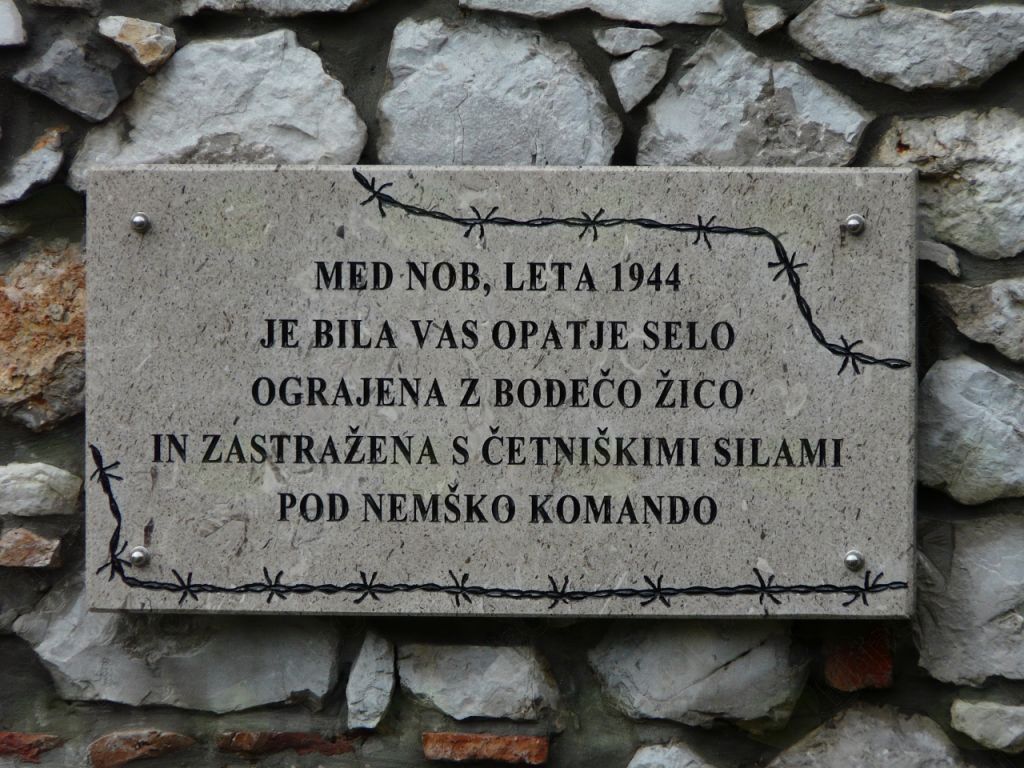 MED NOB, LETA 1944
JE BILA VAS OPATJE SELO
OGRAJENA Z BODEČO ŽICO
IN ZASTRAŽENA S ČETNIŠKIMI SILAMI
POD NEMŠKO KOMANDO